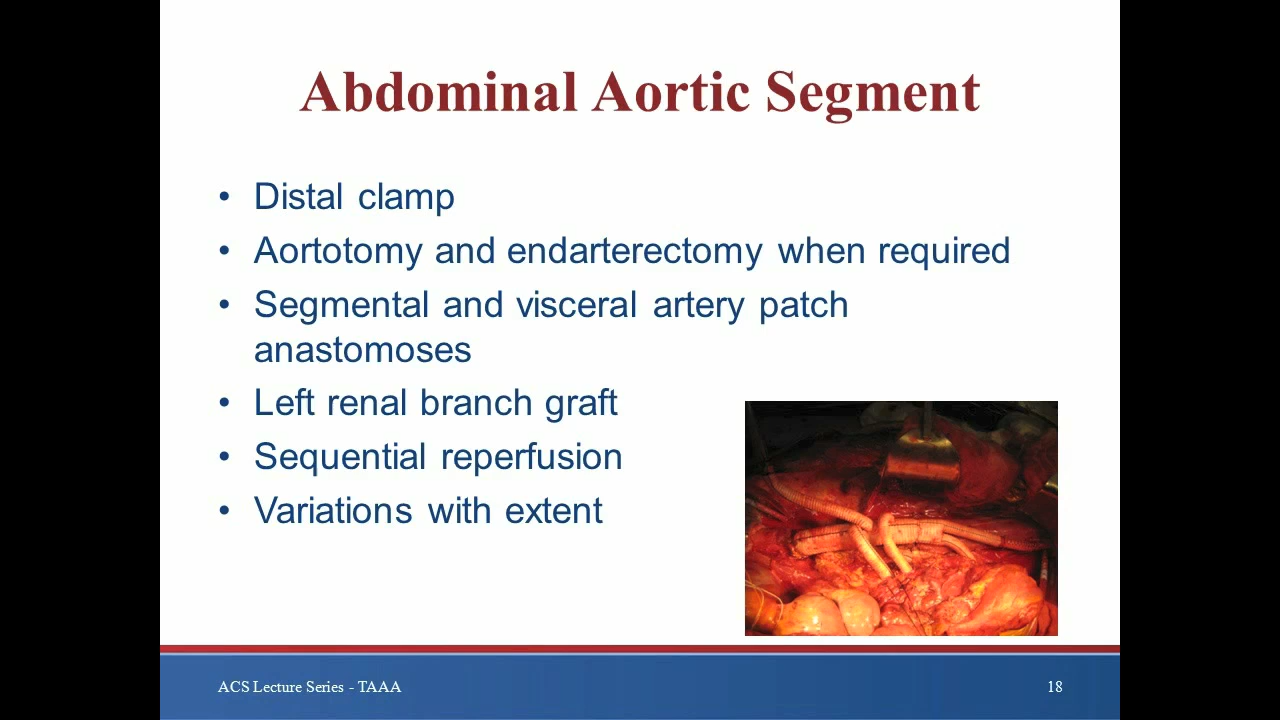 Abdominal Aortic Segment
• Distal clamp
• Aortotomy and endarterectomy when required
• Segmental and visceral artery patch
anastomoses
• Left renal branch graft
• Sequential reperfusion
• Variations with extent
ACS Lecture Series - TAAA
18